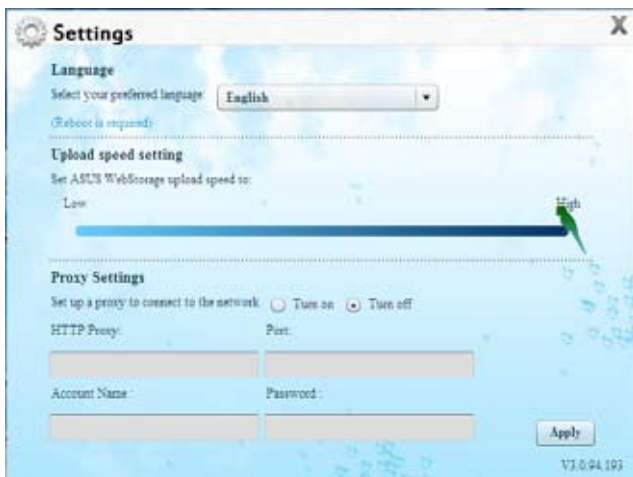 Settings
X
Language
Select your preferred language
English
(Reboot is required)
Upload speed setting
Set ASUS WebStorage upload speed to:
Low
High
Proxy Settings
Set up a proxy to connect to the network
Turn on
Turn off
HTTP Proxy:
Port:
Account Name :
Password :
Apply
V3.0.94.193